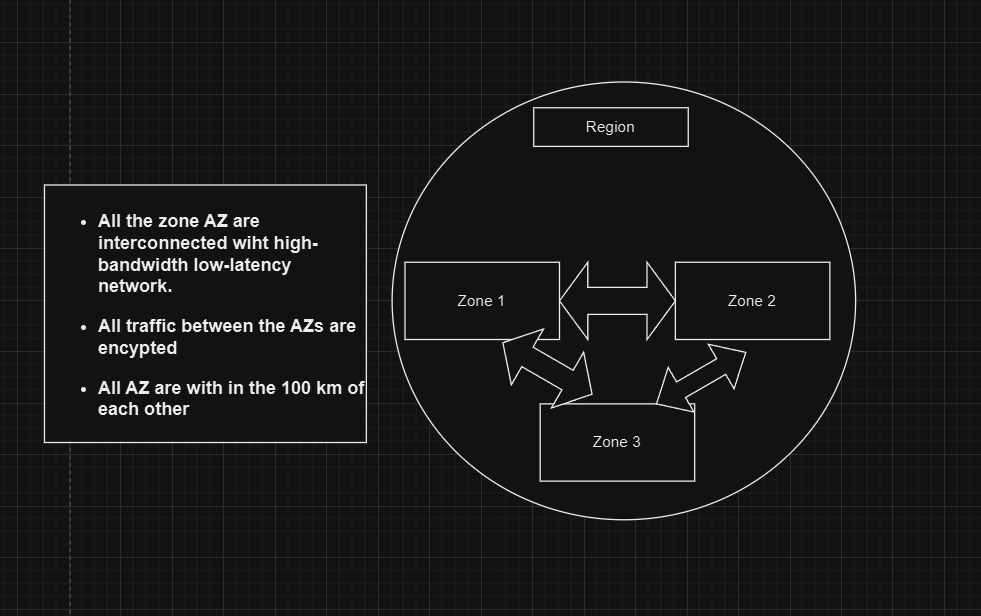 Region
All the zone AZ are
interconnected wiht high-
bandwidth low-latency
network.
All traffic between the AZs are
encypted
All AZ are with in the 100 km of
each other
Zone 1
Zone 2
Zone 3